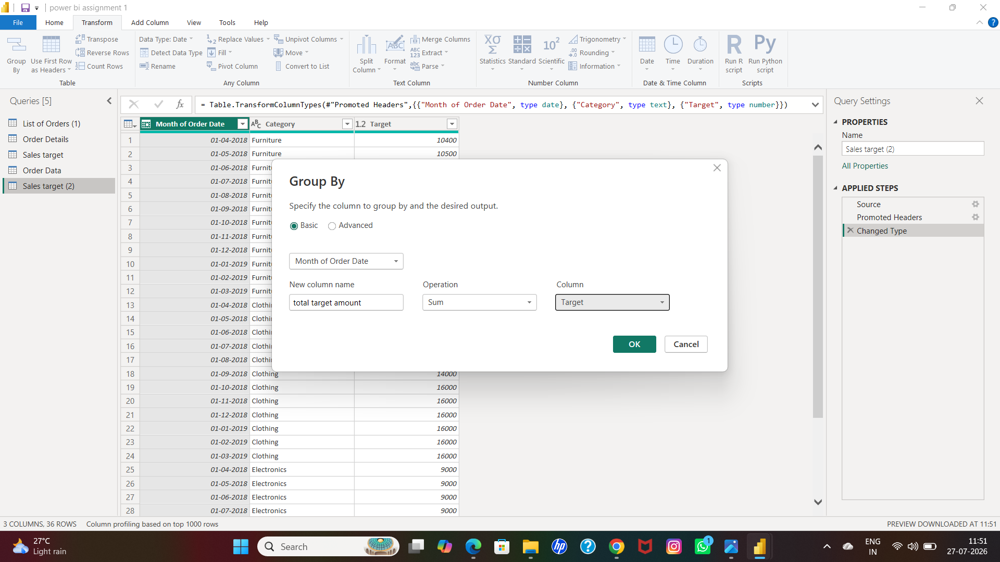 power bi assignment 1
File Home Transform Add Column View Tools Help
Group By
Use First Row as Headers
Transpose
Reverse Rows
Count Rows
Table
Data Type: Date
Detect Data Type
Rename
Replace Values
Fill
Pivot Column
Unpivot Columns
Move
Convert to List
Any Column
Split Column
Format
Merge Columns
Extract
Parse
Text Column
Statistics
Standard
Scientific
Trigonometry
Rounding
Information
Number Column
Date
Time
Duration
Date & Time Column
Run R script
Run Python script
Scripts
Queries [5]
List of Orders (1)
Order Details
Sales target
Order Data
Sales target (2)
= Table.TransformColumnTypes(#"Promoted Headers",{{"Month of Order Date", type date}, {"Category", type text}, {"Target", type number}})
Month of Order Date ABC Category 1.2 Target
1 01-04-2018 Furniture 10400
2 01-05-2018 Furniture 10500
3 01-06-2018 Furnit
4 01-07-2018 Furnit
5 01-08-2018 Furnit
6 01-09-2018 Furnit
7 01-10-2018 Furnit
8 01-11-2018 Furnit
9 01-12-2018 Furnit
10 01-01-2019 Furnit
11 01-02-2019 Furnit
12 01-03-2019 Furnit
13 01-04-2018 Clothi
14 01-05-2018 Clothi
15 01-06-2018 Clothi
16 01-07-2018 Clothi
17 01-08-2018 Clothi
18 01-09-2018 Clothing 14000
19 01-10-2018 Clothing 16000
20 01-11-2018 Clothing 16000
21 01-12-2018 Clothing 16000
22 01-01-2019 Clothing 16000
23 01-02-2019 Clothing 16000
24 01-03-2019 Clothing 16000
25 01-04-2018 Electronics 9000
26 01-05-2018 Electronics 9000
27 01-06-2018 Electronics 9000
28 01-07-2018 Electronics 9000
Group By
Specify the column to group by and the desired output.
Basic Advanced
Month of Order Date
New column name Operation Column
total target amount Sum Target
OK Cancel
Query Settings
PROPERTIES
Name
Sales target (2)
All Properties
APPLIED STEPS
Source
Promoted Headers
Changed Type
3 COLUMNS, 36 ROWS Column profiling based on top 1000 rows
PREVIEW DOWNLOADED AT 11:51
27°C
Light rain
Search
1
ENG
IN
11:51
27-07-2026